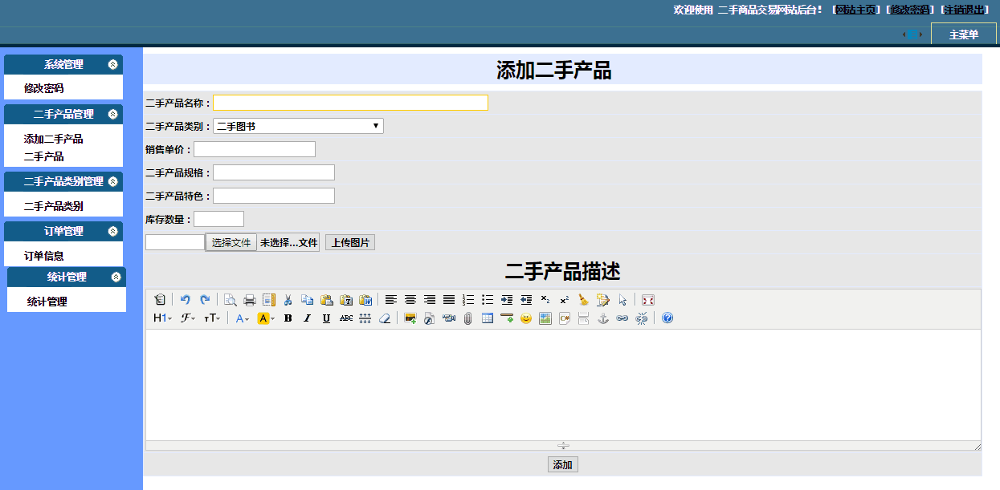 欢迎使用 二手商品交易网站后台! [网站主页] [修改密码] [注销退出]
主菜单
系统管理
修改密码
二手产品管理
添加二手产品
二手产品
二手产品类别管理
二手产品类别
订单管理
订单信息
统计管理
统计管理
添加二手产品
二手产品名称：
二手产品类别：二手图书
销售单价：
二手产品规格：
二手产品特色：
库存数量：
选择文件 未选择...文件 上传图片
二手产品描述
H1 F TT A A B I U ABC
添加